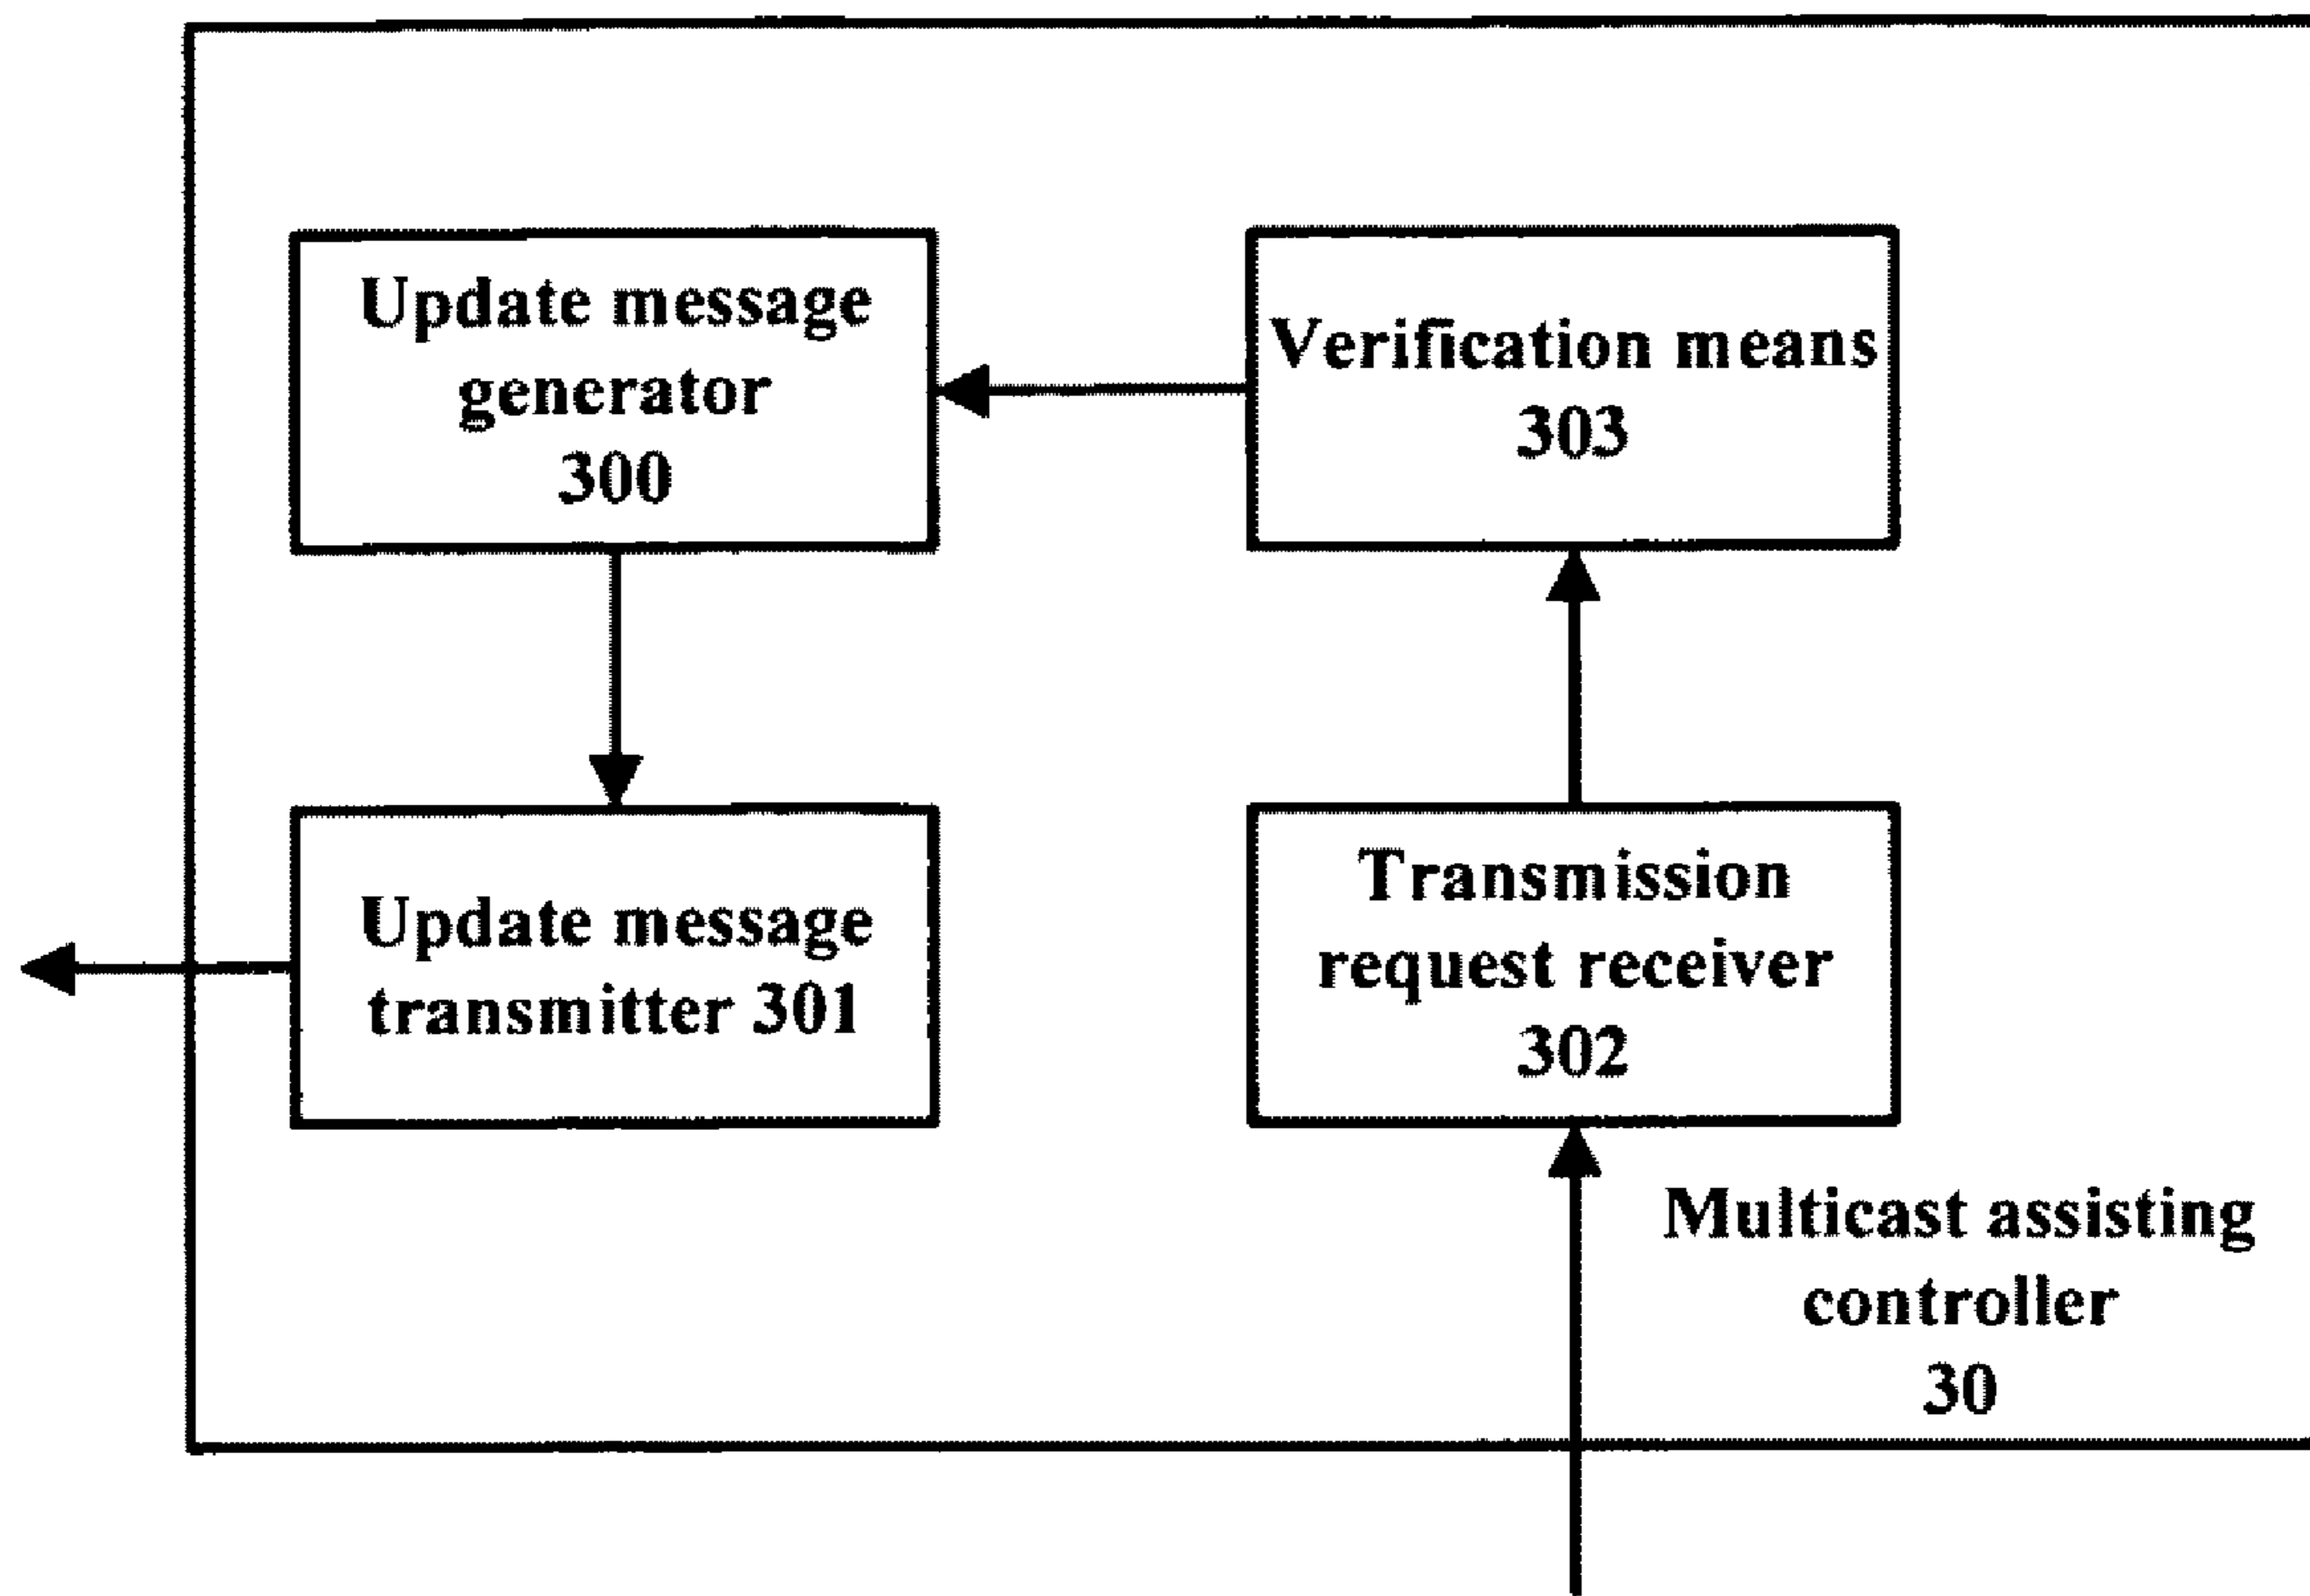 Update message
generator
300
Verification means
303
Update message
transmitter 301
Transmission
request receiver
302
Multicast assisting
controller
30